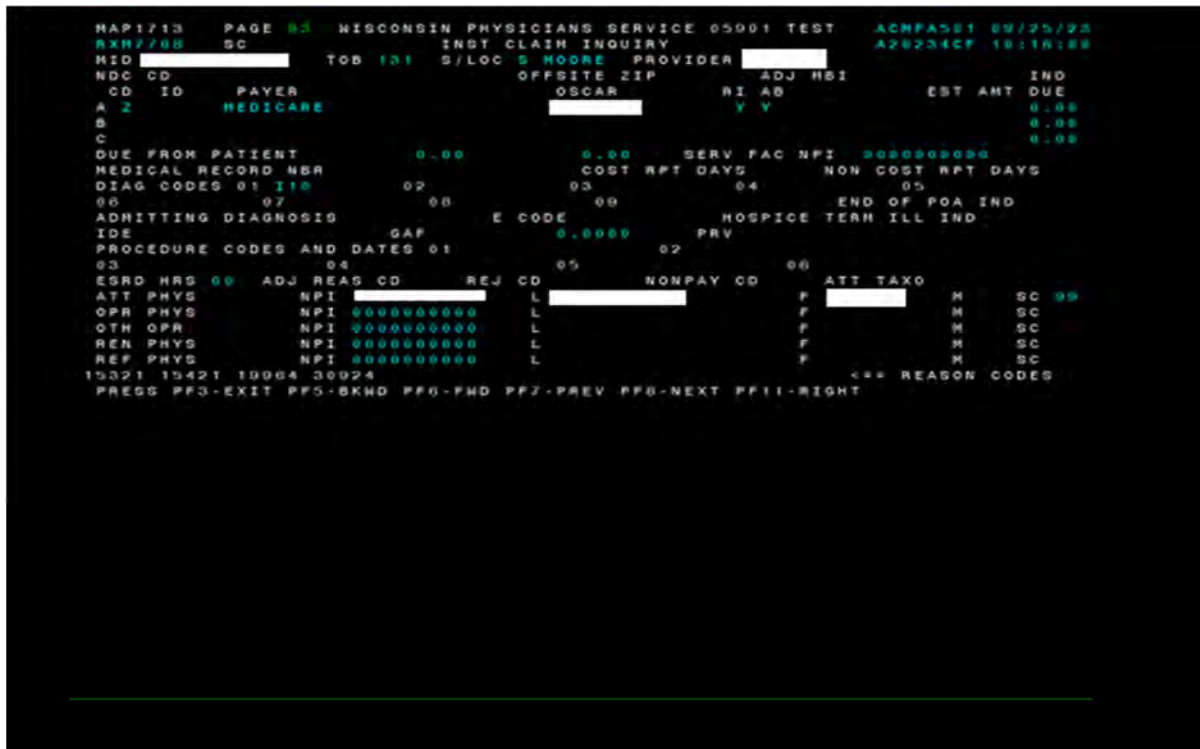 MAP1713 PAGE 03 WISCONSIN PHYSICIANS SERVICE 05901 TEST ACMFA501 09/25/23
RXM7708 SC INST CLAIM INQUIRY A20234CF 10:16:00
MID TOB 131 S/LOC S MOORE PROVIDER
NDC CD OFFSITE ZIP ADJ MBI IND
CD ID PAYER OSCAR RI AB EST AMT DUE
A Z MEDICARE Y Y 0.00
B 0.00
C 0.00
DUE FROM PATIENT 0.00 0.00 SERV FAC NPI 0000000000
MEDICAL RECORD NBR COST RPT DAYS NON COST RPT DAYS
DIAG CODES 01 I10 02 03 04 05
06 07 08 09 END OF POA IND
ADMITTING DIAGNOSIS E CODE HOSPICE TERM ILL IND
IDE GAF 0.0000 PRV
PROCEDURE CODES AND DATES 01 02
03 04 05 06
ESRD HRS 00 ADJ REAS CD REJ CD NONPAY CD ATT TAXO
ATT PHYS NPI L F M SC 99
OPR PHYS NPI 0000000000 L F M SC
OTH OPR NPI 0000000000 L F M SC
REN PHYS NPI 0000000000 L F M SC
REF PHYS NPI 0000000000 L F M SC
15321 15421 19964 30924 <== REASON CODES
PRESS PF3-EXIT PF5-BKWD PF6-FWD PF7-PREV PF8-NEXT PF11-RIGHT